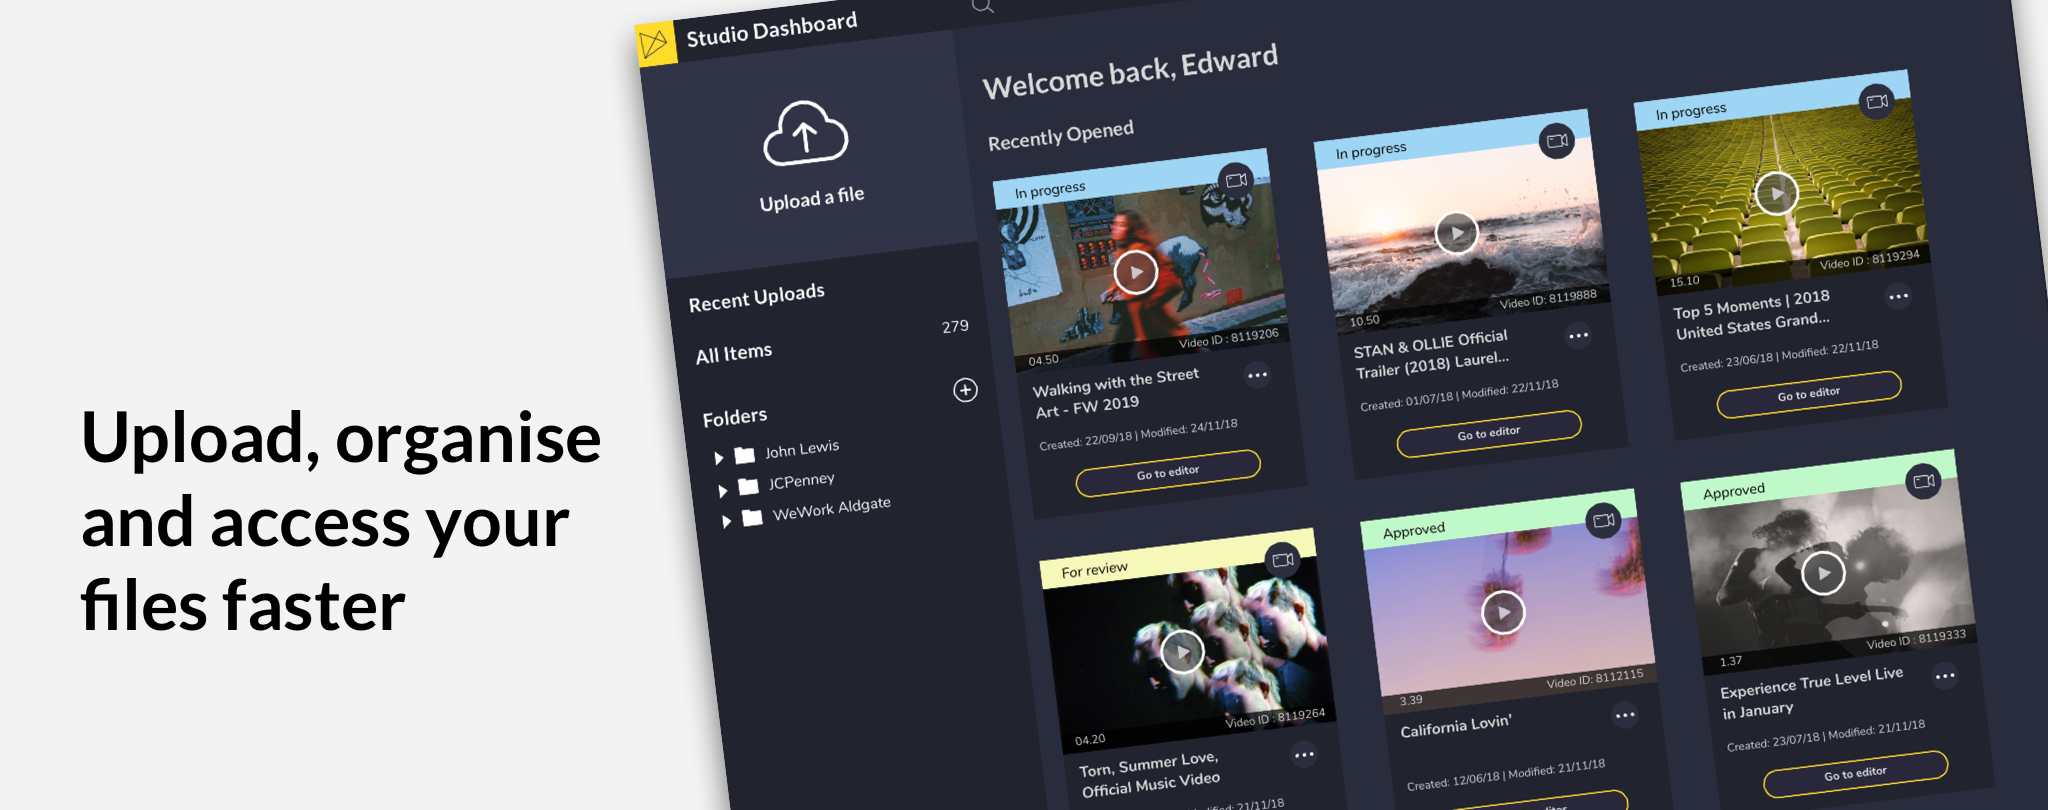 Upload, organise
and access your
files faster
Studio Dashboard
Upload a file
Recent Uploads
All Items
279
Folders
John Lewis
JCPenney
WeWork Aldgate
Welcome back, Edward
Recently Opened
In progress
04.50
Video ID : 8119206
Walking with the Street
Art - FW 2019
Created: 22/09/18 | Modified: 24/11/18
Go to editor
In progress
10.50
Video ID: 8119888
STAN & OLLIE Official
Trailer (2018) Laurel...
Created: 01/07/18 | Modified: 22/11/18
Go to editor
In progress
15.10
Video ID : 8119294
Top 5 Moments | 2018
United States Grand...
Created: 23/06/18 | Modified: 22/11/18
Go to editor
For review
04.20
Video ID : 8119264
Torn, Summer Love,
Official Music Video
21/11/18
Approved
3.39
Video ID: 8112115
California Lovin'
Created: 12/06/18 | Modified: 21/11/18
Approved
1.37
Video ID : 8119333
Experience True Level Live
in January
Created: 23/07/18 | Modified: 21/11/18
Go to editor